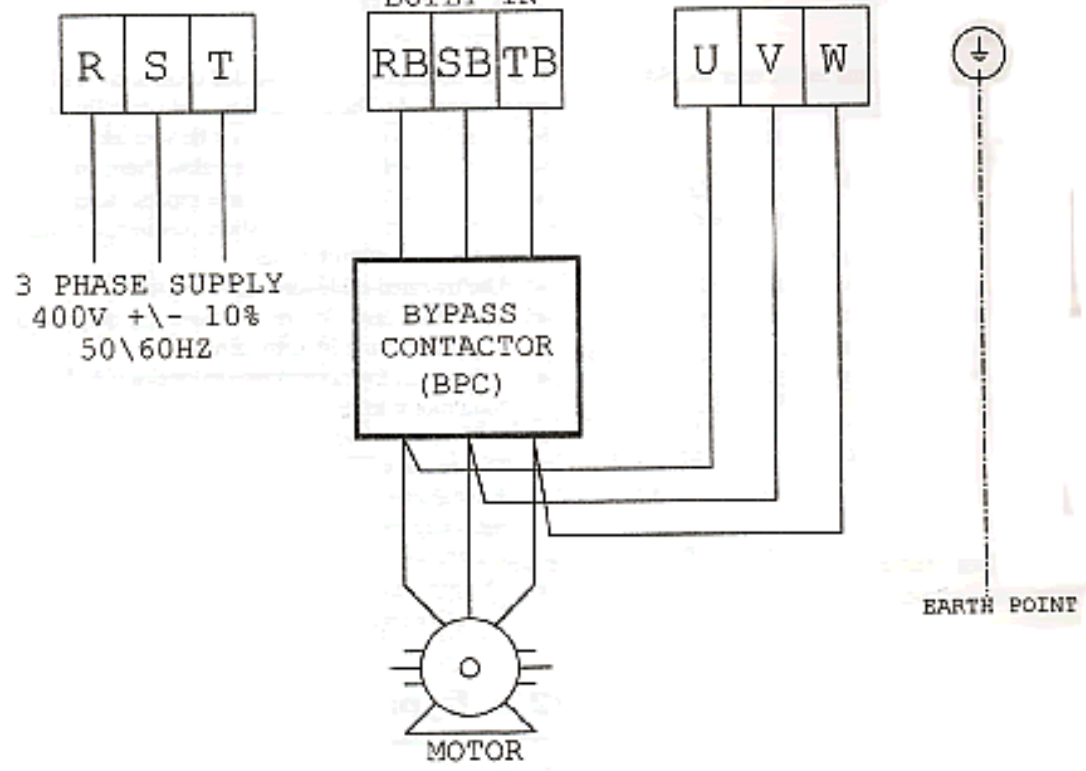 R S T
RB SB TB
U V W
3 PHASE SUPPLY
400V +\- 10%
50\60HZ
BYPASS
CONTACTOR
(BPC)
EARTH POINT
MOTOR